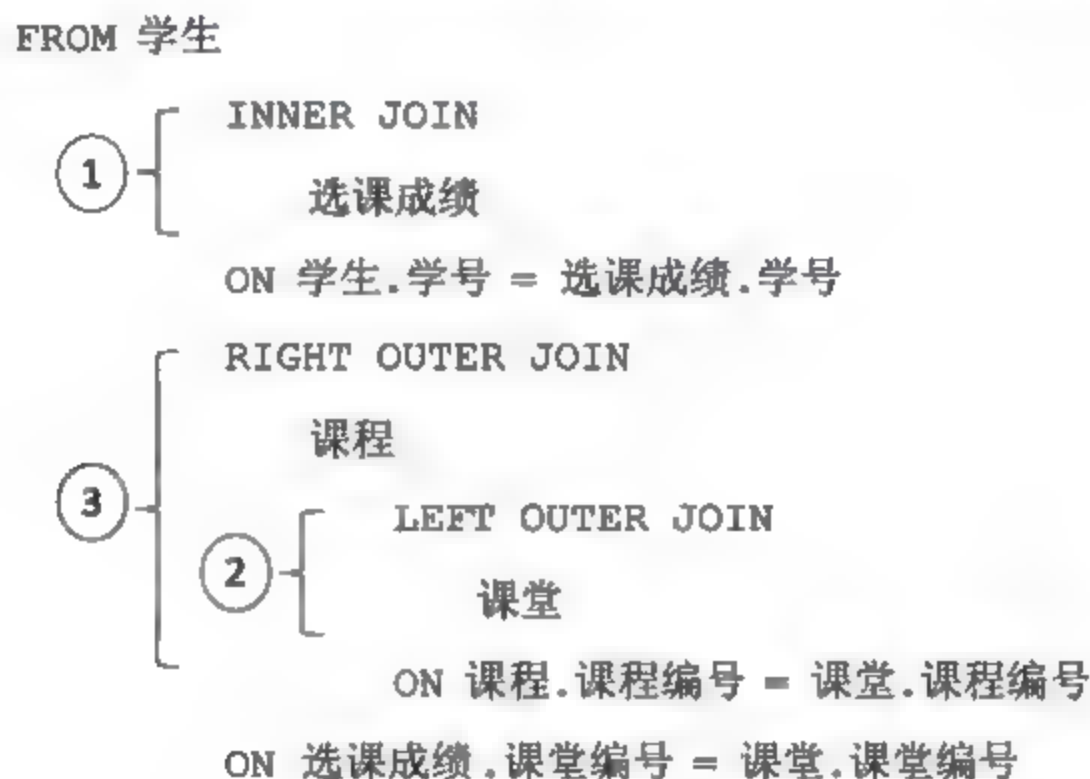 FROM 学生
INNER JOIN
1
选课成绩
ON 学生.学号 = 选课成绩.学号
RIGHT OUTER JOIN
课程
3
LEFT OUTER JOIN
2
课堂
ON 课程.课程编号 = 课堂.课程编号
ON 选课成绩.课堂编号 = 课堂.课堂编号